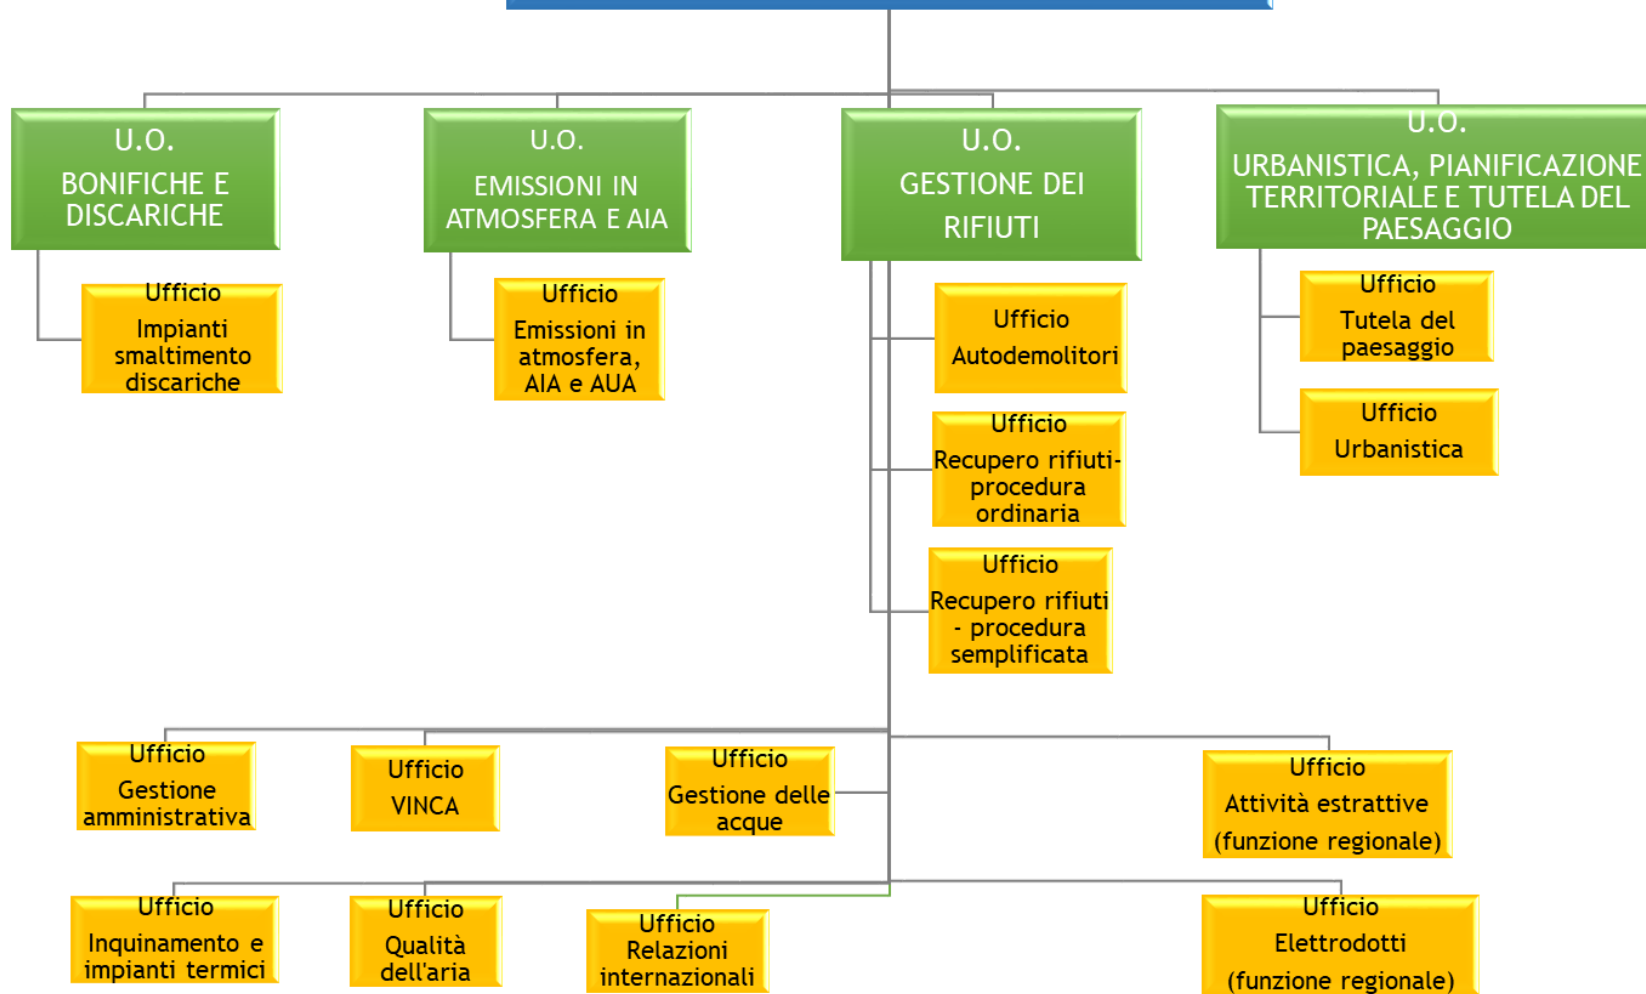 U.O.
BONIFICHE E
DISCARICHE
U.O.
EMISSIONI IN
ATMOSFERA E AIA
U.O.
GESTIONE DEI
RIFIUTI
U.O.
URBANISTICA, PIANIFICAZIONE
TERRITORIALE E TUTELA DEL
PAESAGGIO
Ufficio
Impianti
smaltimento
discariche
Ufficio
Emissioni in
atmosfera,
AIA e AUA
Ufficio
Autodemolitori
Ufficio
Recupero rifiuti-
procedura
ordinaria
Ufficio
Recupero rifiuti
- procedura
semplificata
Ufficio
Tutela del
paesaggio
Ufficio
Urbanistica
Ufficio
Gestione
amministrativa
Ufficio
VINCA
Ufficio
Gestione delle
acque
Ufficio
Attività estrattive
(funzione regionale)
Ufficio
Inquinamento e
impianti termici
Ufficio
Qualità
dell'aria
Ufficio
Relazioni
internazionali
Ufficio
Elettrodotti
(funzione regionale)